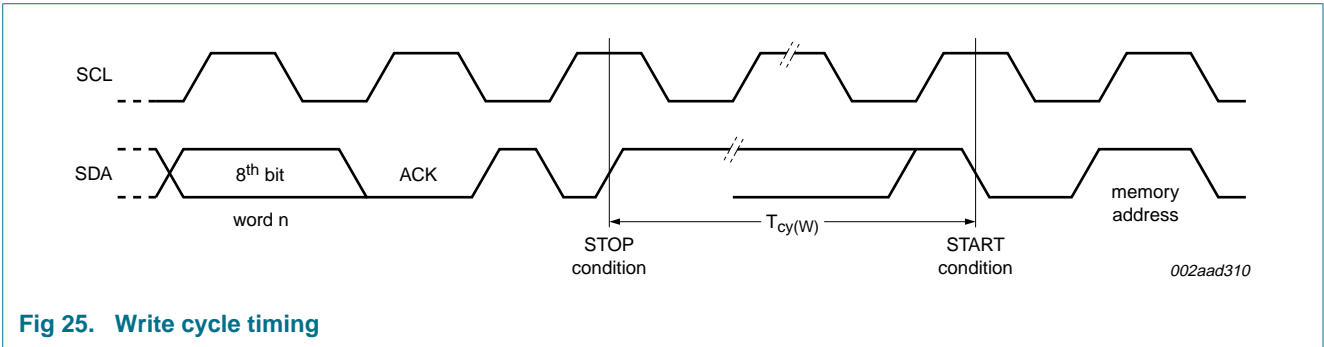 SCL
SDA
8th bit
ACK
word n
memory
address
Tcy(W)
STOP
condition
START
condition
002aad310
Fig 25. Write cycle timing